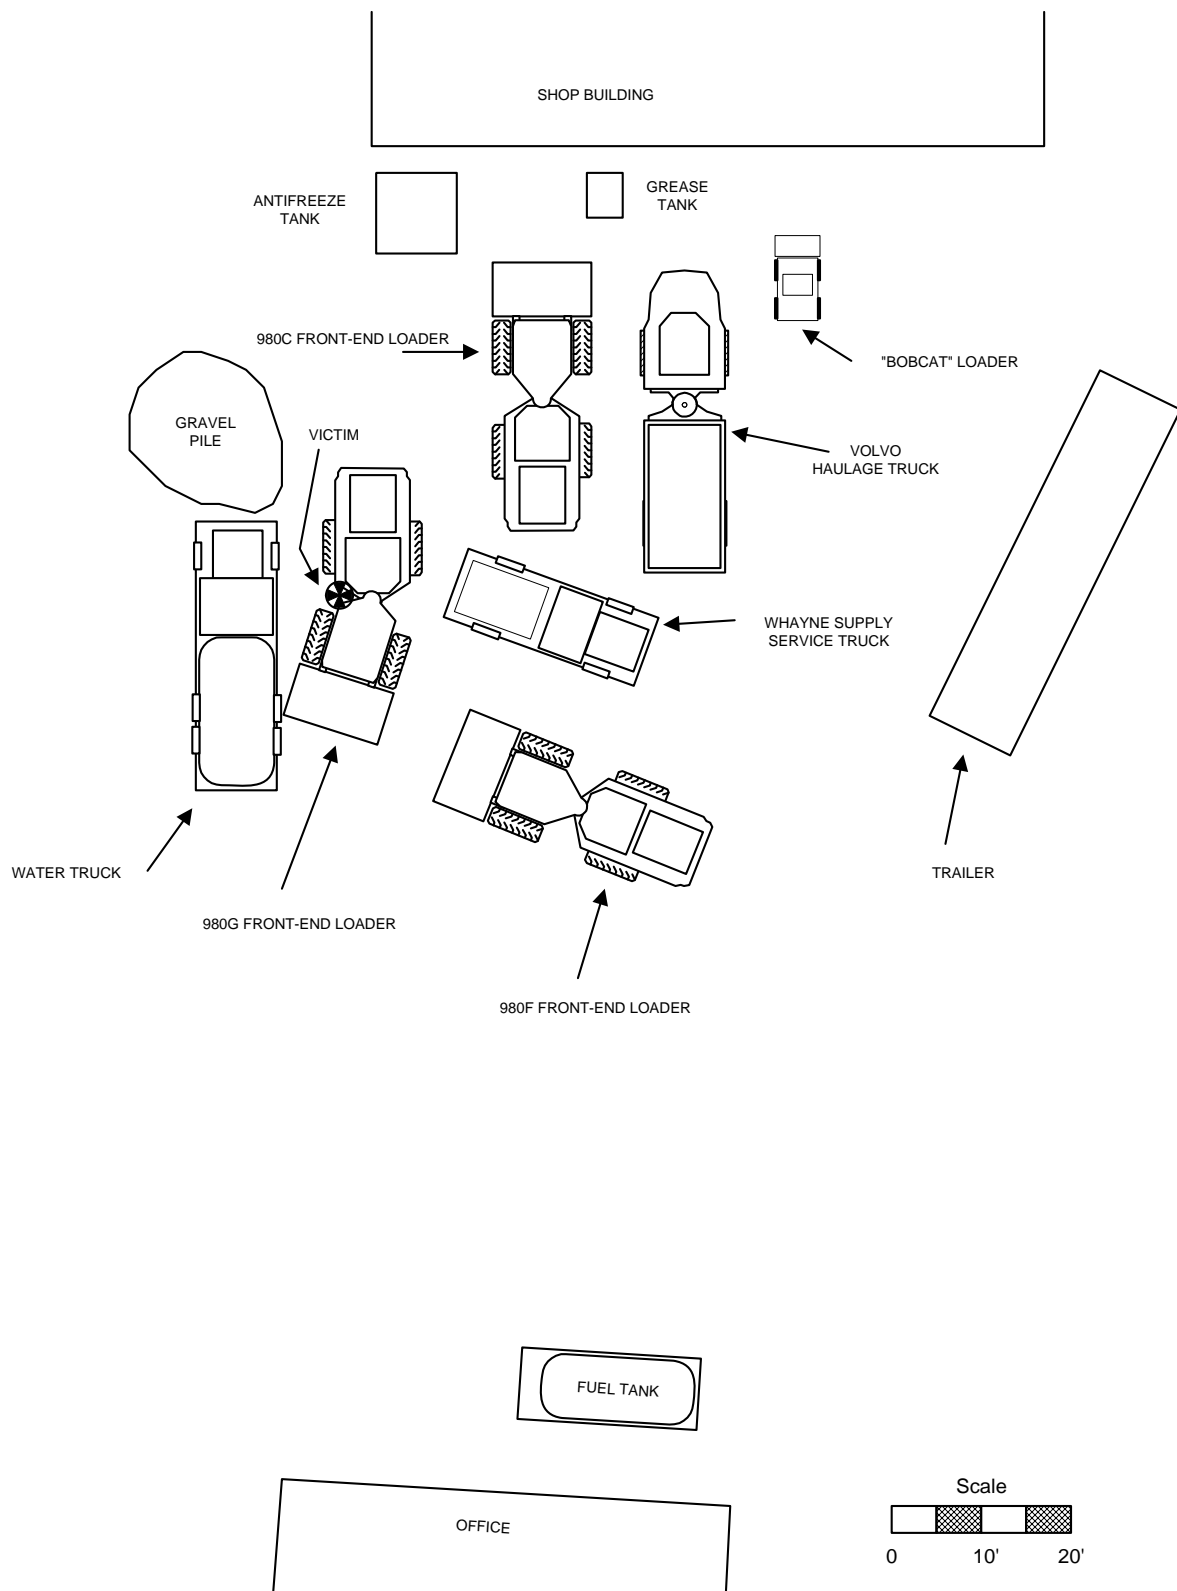 SHOP BUILDING
ANTIFREEZE
TANK
GREASE
TANK
980C FRONT-END LOADER
"BOBCAT" LOADER
GRAVEL
PILE
VICTIM
VOLVO
HAULAGE TRUCK
WHAYNE SUPPLY
SERVICE TRUCK
WATER TRUCK
TRAILER
980G FRONT-END LOADER
980F FRONT-END LOADER
FUEL TANK
Scale
OFFICE
0 10' 20'